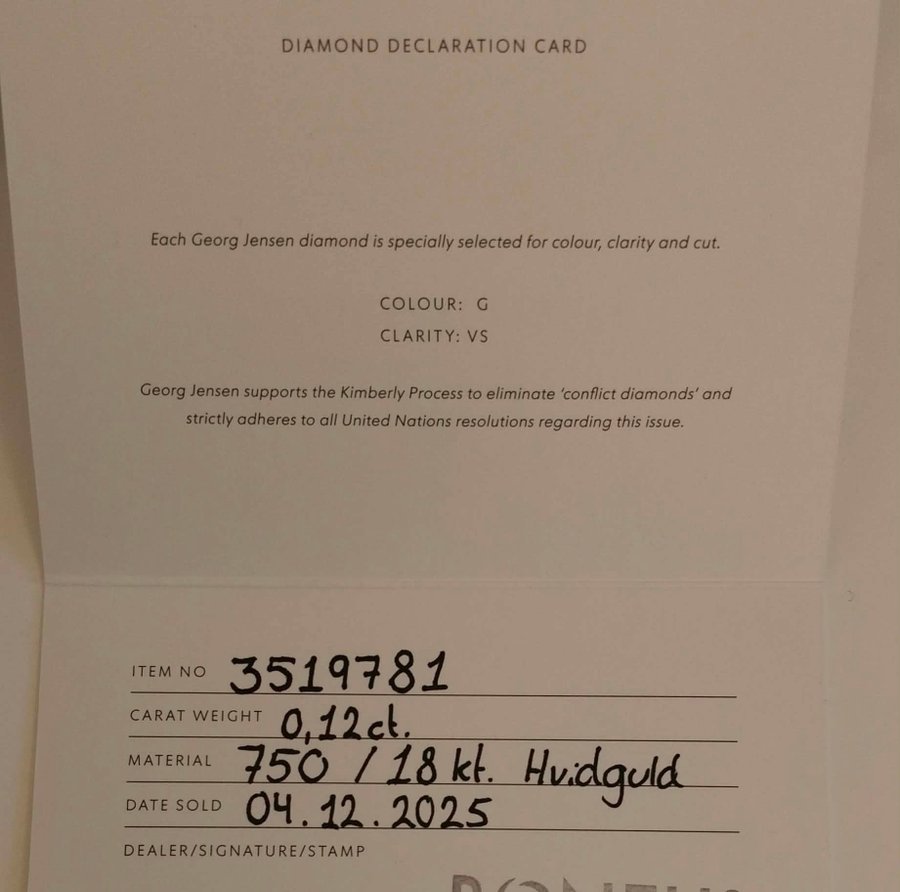 DIAMOND DECLARATION CARD
Each Georg Jensen diamond is specially selected for colour, clarity and cut.
COLOUR: G
CLARITY: VS
Georg Jensen supports the Kimberly Process to eliminate ‘conflict diamonds’ and
strictly adheres to all United Nations resolutions regarding this issue.
ITEM NO 3519781
CARAT WEIGHT 0,12ct.
MATERIAL 750 / 18 kt. Hvidguld
DATE SOLD 04.12.2025
DEALER/SIGNATURE/STAMP